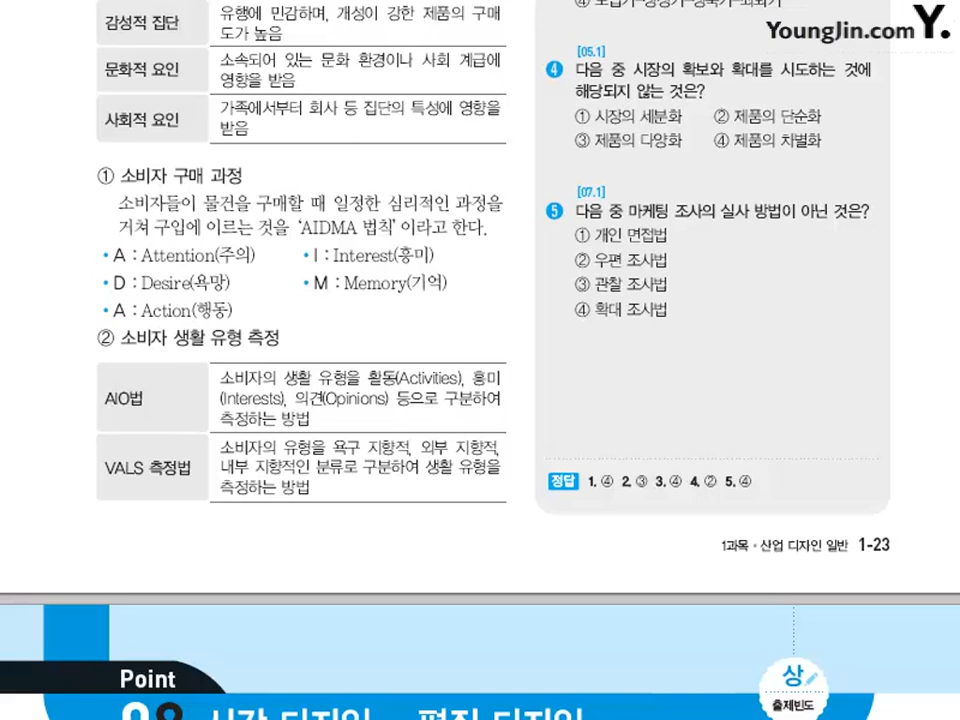 감성적 집단
유행에 민감하며, 개성이 강한 제품의 구매
도가 높음
문화적 요인
소속되어 있는 문화 환경이나 사회 계급에
영향을 받음
사회적 요인
가족에서부터 회사 등 집단의 특성에 영향을
받음
① 소비자 구매 과정
소비자들이 물건을 구매할 때 일정한 심리적인 과정을
거쳐 구입에 이르는 것을 ‘AIDMA 법칙’이라고 한다.
• A : Attention(주의) • I : Interest(흥미)
• D : Desire(욕망) • M : Memory(기억)
• A : Action(행동)
② 소비자 생활 유형 측정
AIO법
소비자의 생활 유형을 활동(Activities), 흥미
(Interests), 의견(Opinions) 등으로 구분하여
측정하는 방법
VALS 측정법
소비자의 유형을 욕구 지향적, 외부 지향적,
내부 지향적인 분류로 구분하여 생활 유형을
측정하는 방법
YoungJin.com Y.
[05.1]
4 다음 중 시장의 확보와 확대를 시도하는 것에
해당되지 않는 것은?
① 시장의 세분화 ② 제품의 단순화
③ 제품의 다양화 ④ 제품의 차별화
[07.1]
5 다음 중 마케팅 조사의 실사 방법이 아닌 것은?
① 개인 면접법
② 우편 조사법
③ 관찰 조사법
④ 확대 조사법
정답 1. ④ 2. ③ 3. ④ 4. ② 5. ④
1과목 • 산업 디자인 일반 1-23
Point
상
출제빈도